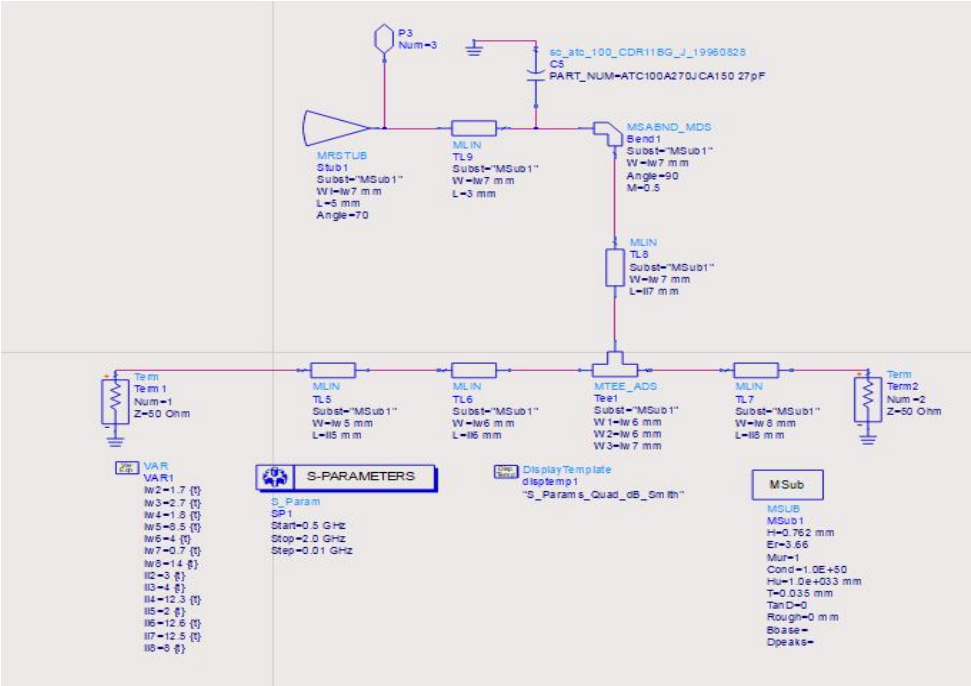 P3
Num=3
sc_atc_100_CDR11BG_J_19960828
C5
PART_NUM=ATC100A270JCA150 27pF
MRSTUB
Stub1
Subst="MSub1"
Wi=lw7 mm
L=5 mm
Angle=70
MLIN
TL9
Subst="MSub1"
W=lw7 mm
L=3 mm
MSABND_MDS
Bend1
Subst="MSub1"
W=lw7 mm
Angle=90
M=0.5
MLIN
TL8
Subst="MSub1"
W=lw7 mm
L=ll7 mm
Term
Term1
Num=1
Z=50 Ohm
MLIN
TL5
Subst="MSub1"
W=lw5 mm
L=ll5 mm
MLIN
TL6
Subst="MSub1"
W=lw6 mm
L=ll6 mm
MTEE_ADS
Tee1
Subst="MSub1"
W1=lw6 mm
W2=lw6 mm
W3=lw7 mm
MLIN
TL7
Subst="MSub1"
W=lw8 mm
L=ll8 mm
Term
Term2
Num=2
Z=50 Ohm
Var
Eqn
VAR
VAR1
lw2=1.7 {t}
lw3=2.7 {t}
lw4=1.8 {t}
lw5=8.5 {t}
lw6=4 {t}
lw7=0.7 {t}
lw8=14 {t}
ll2=3 {t}
ll3=4 {t}
ll4=12.3 {t}
ll5=2 {t}
ll6=12.6 {t}
ll7=12.5 {t}
ll8=8 {t}
S-PARAMETERS
S_Param
SP1
Start=0.5 GHz
Stop=2.0 GHz
Step=0.01 GHz
Disp
Temp
DisplayTemplate
disptemp1
"S_Params_Quad_dB_Smith"
MSub
MSUB
MSub1
H=0.762 mm
Er=3.66
Mur=1
Cond=1.0E+50
Hu=1.0e+033 mm
T=0.035 mm
TanD=0
Rough=0 mm
Bbase=
Dpeaks=